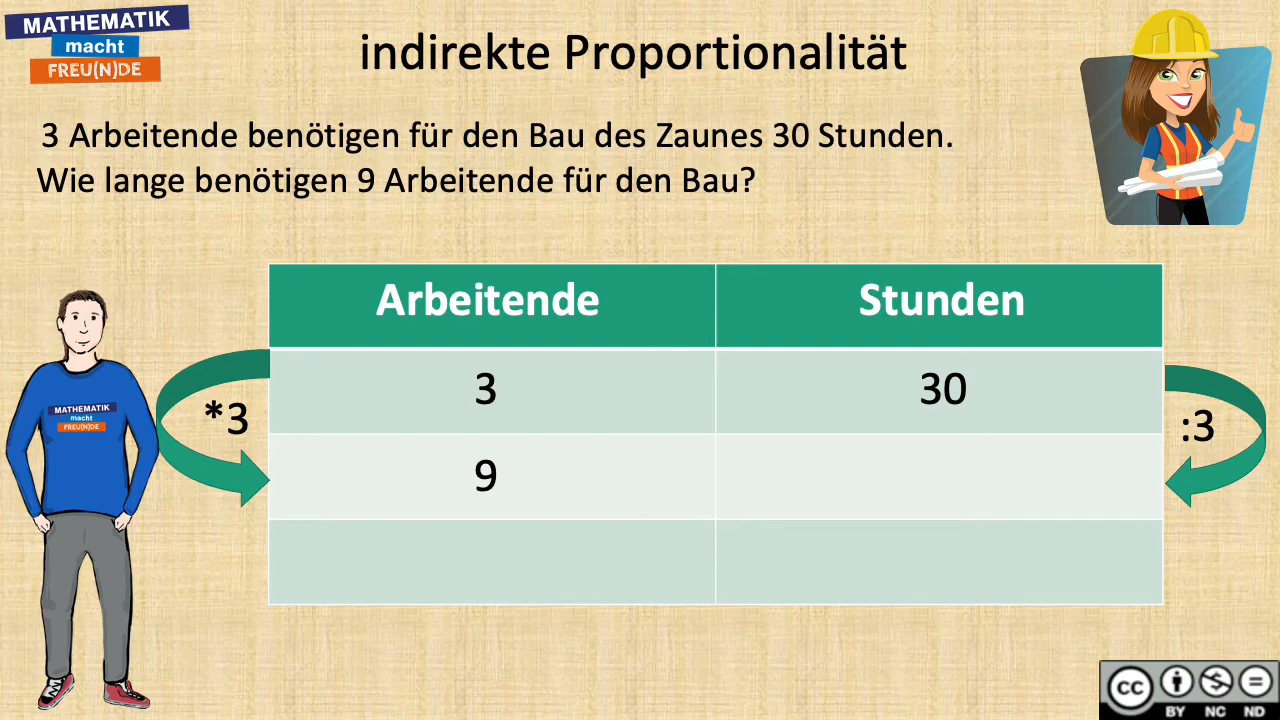 MATHEMATIK
macht
FREU(N)DE
indirekte Proportionalität
3 Arbeitende benötigen für den Bau des Zaunes 30 Stunden.
Wie lange benötigen 9 Arbeitende für den Bau?
Arbeitende Stunden
3 30
*3 :3
9
MATHEMATIK
macht
FREU(N)DE
cc
BY NC ND